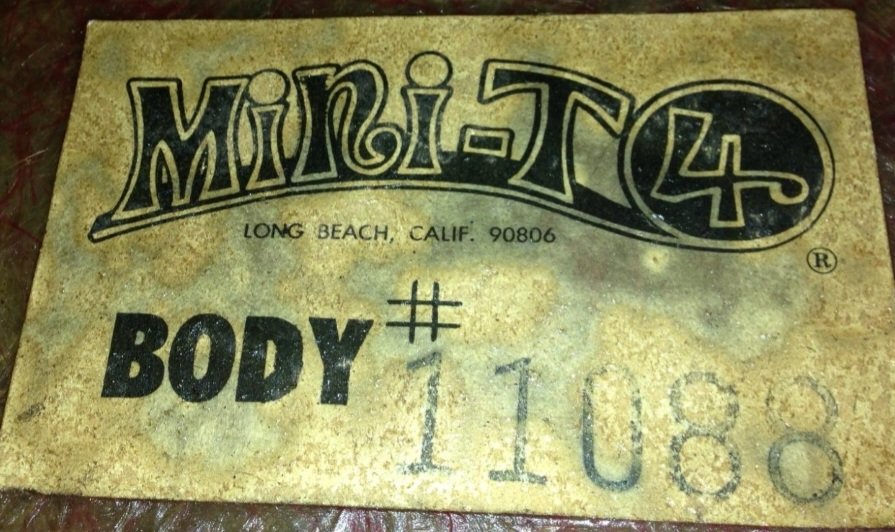 MiNi-T 4
LONG BEACH, CALIF. 90806
®
BODY # 11088